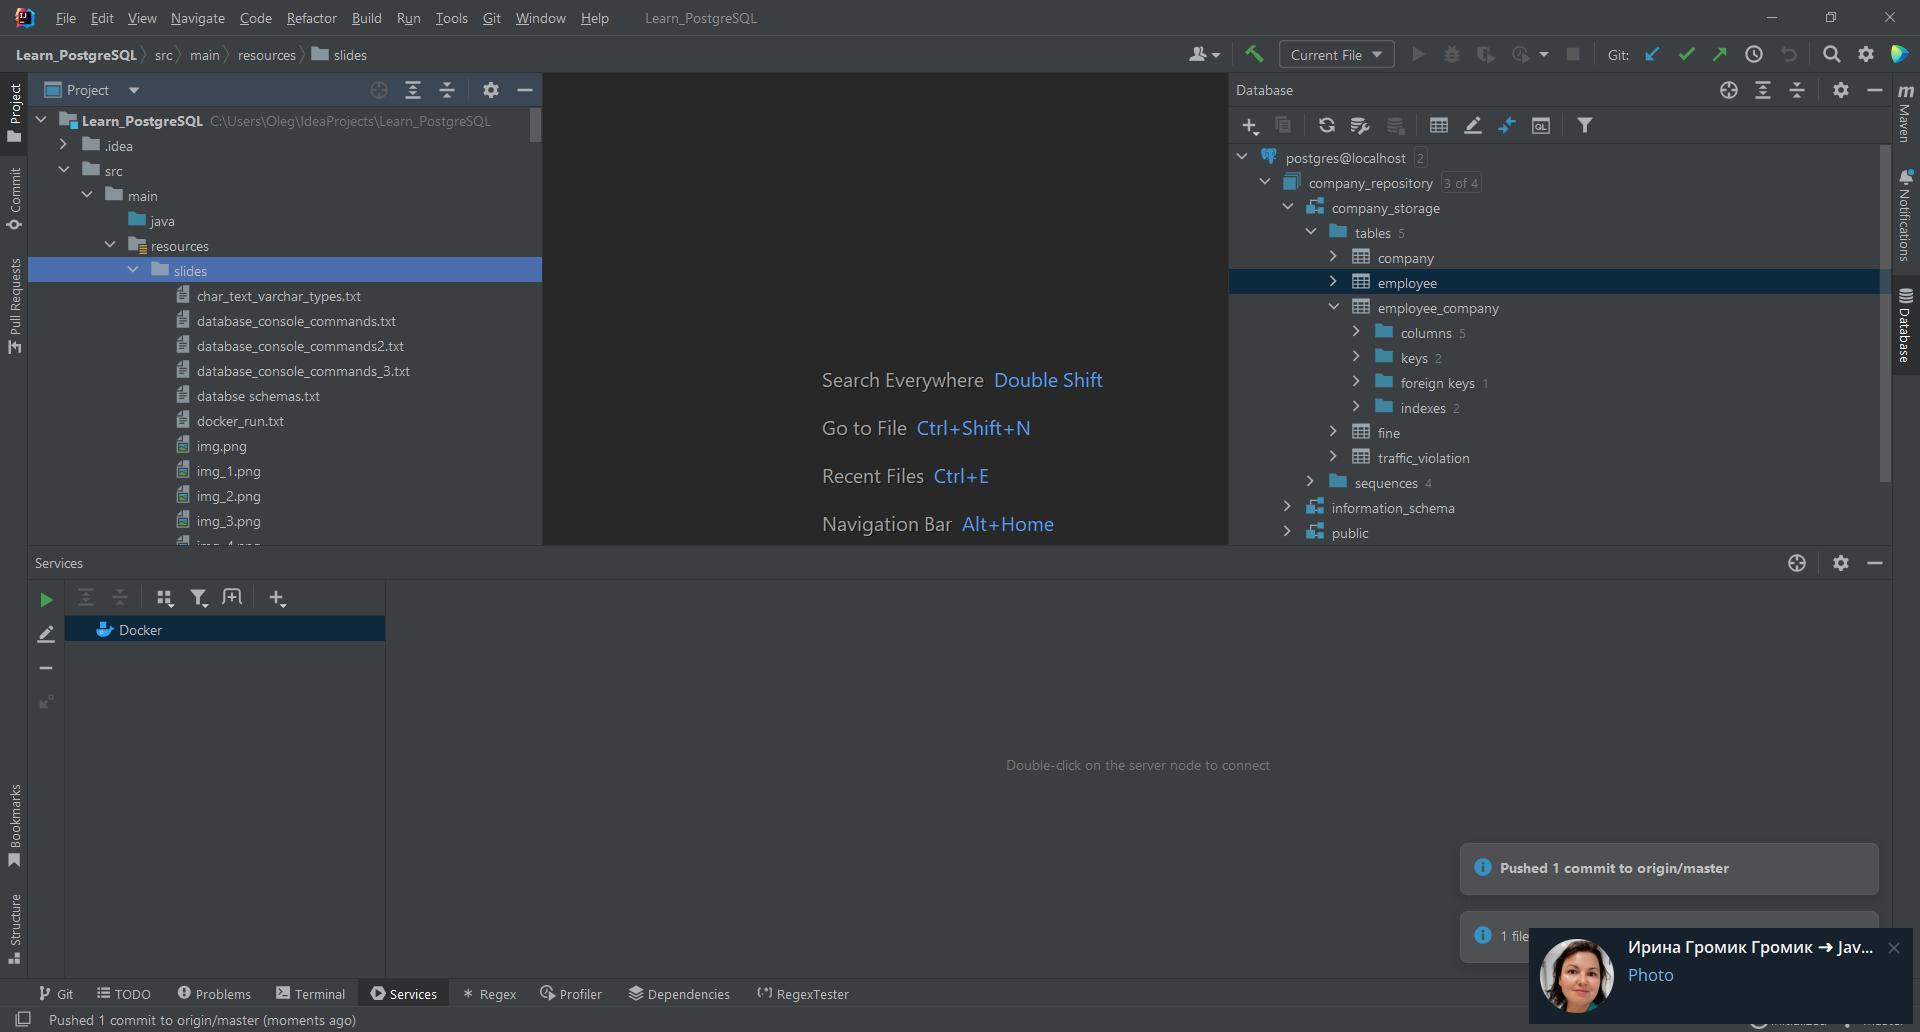 File Edit View Navigate Code Refactor Build Run Tools Git Window Help Learn_PostgreSQL
Learn_PostgreSQL src main resources slides
Current File
Git:
Project
Learn_PostgreSQL C:\Users\Oleg\IdeaProjects\Learn_PostgreSQL
.idea
src
main
java
resources
slides
char_text_varchar_types.txt
database_console_commands.txt
database_console_commands2.txt
database_console_commands_3.txt
databse schemas.txt
docker_run.txt
img.png
img_1.png
img_2.png
img_3.png
Project
Commit
Pull Requests
Bookmarks
Structure
Search Everywhere Double Shift
Go to File Ctrl+Shift+N
Recent Files Ctrl+E
Navigation Bar Alt+Home
Database
QL
postgres@localhost 2
company_repository 3 of 4
company_storage
tables 5
company
employee
employee_company
columns 5
keys 2
foreign keys 1
indexes 2
fine
traffic_violation
sequences 4
information_schema
public
m
Maven
Notifications
Database
Services
Docker
Double-click on the server node to connect
Pushed 1 commit to origin/master
1 file
Ирина Громик Громик ➔ Jav...
Photo
Git TODO Problems Terminal Services Regex Profiler Dependencies RegexTester
Pushed 1 commit to origin/master (moments ago)